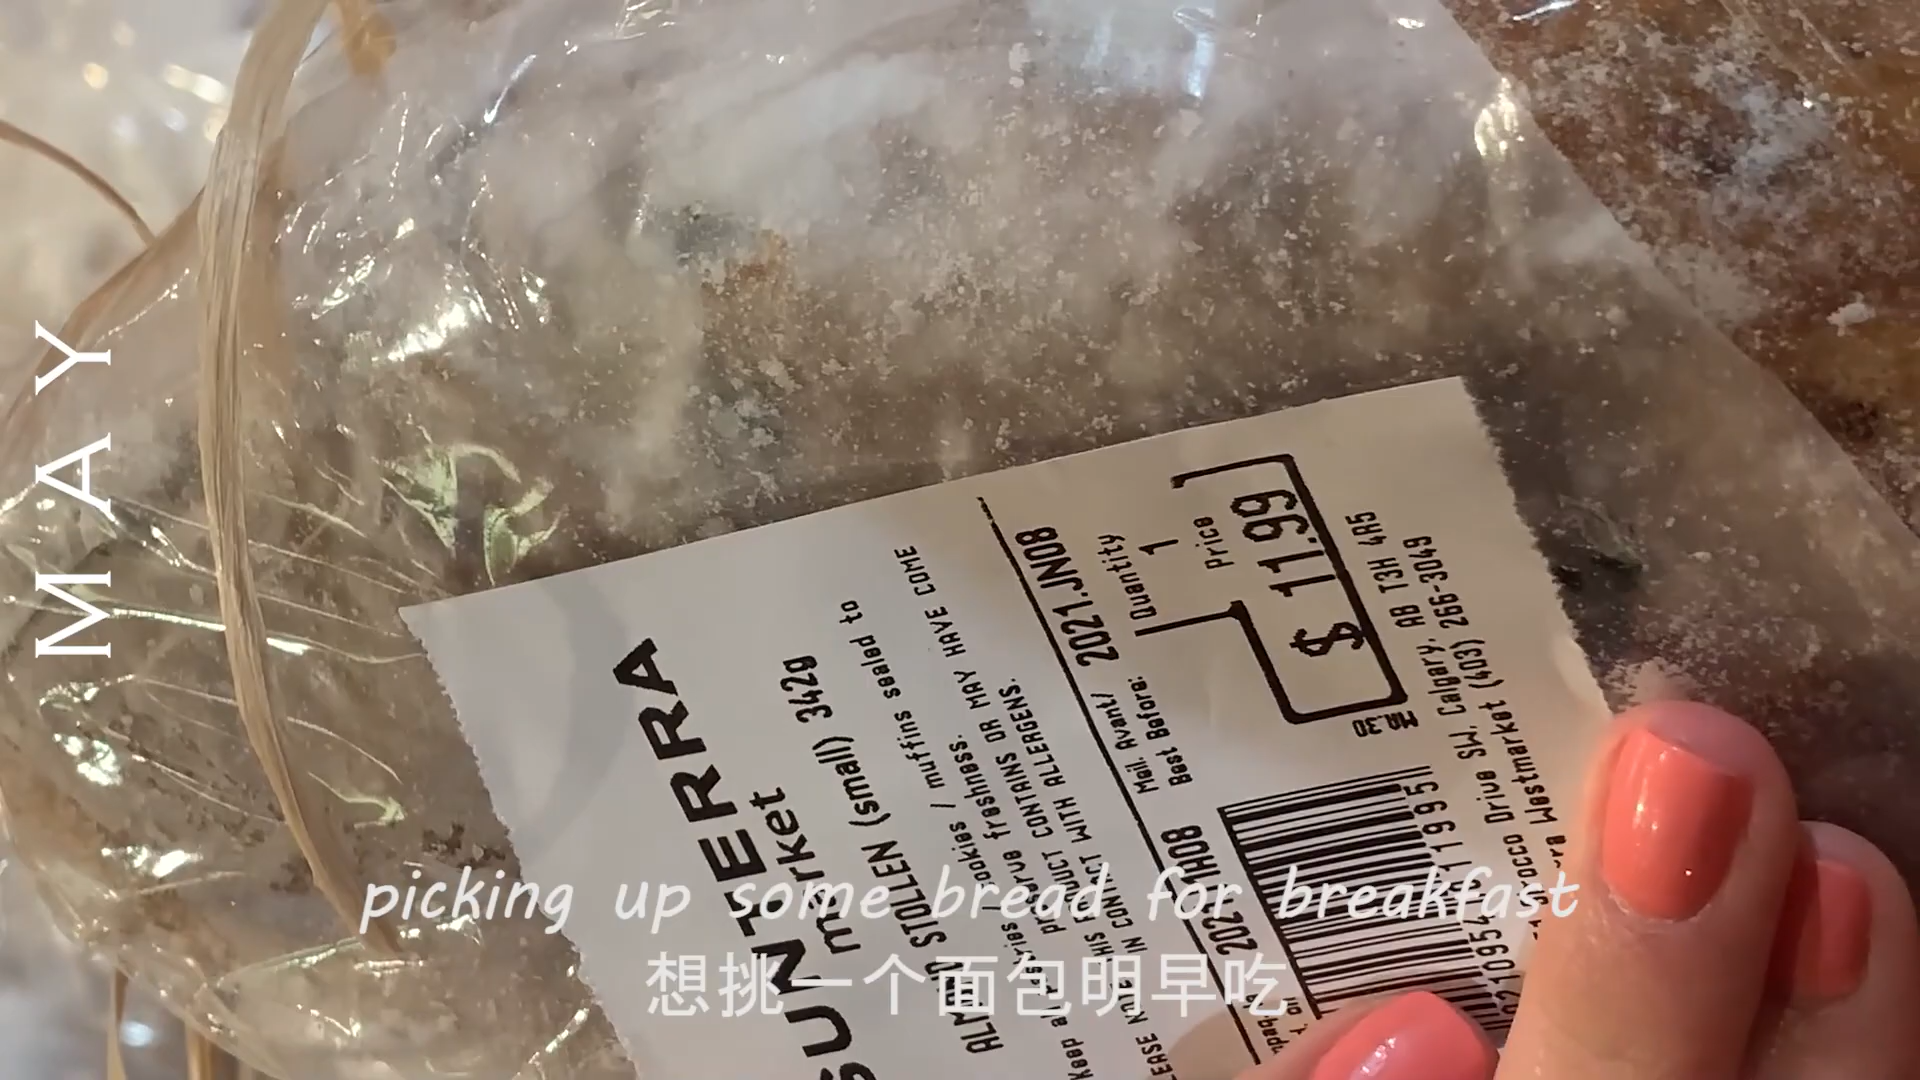 MAY
SUNTERRA
market
STOLLEN (small) 342g
/ muffins sealed to
freshness.
CONTAINS OR MAY HAVE COME
IN CONTACT WITH ALLERGENS.
Meil. Avant/ 2021.JN08
Best Before:
Quantity
1
Price
$ 11.99
SW, Calgary, AB T3H 4R5
Westmarket (403) 266-3049
picking up some bread for breakfast
想挑一个面包明早吃